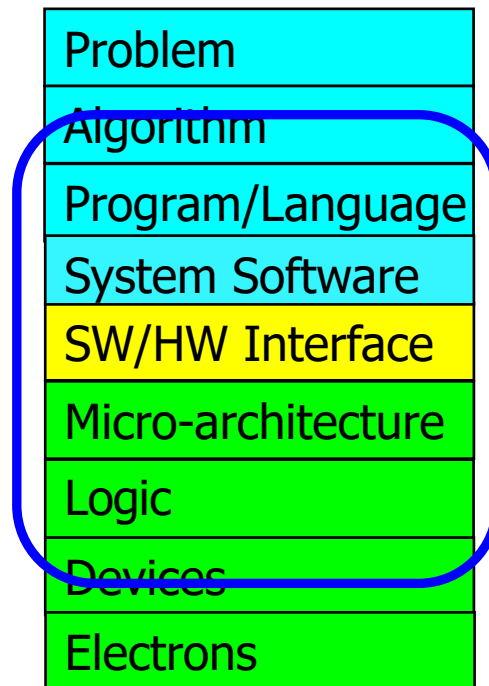 Problem
Algorithm
Program/Language
System Software
SW/HW Interface
Micro-architecture
Logic
Devices
Electrons